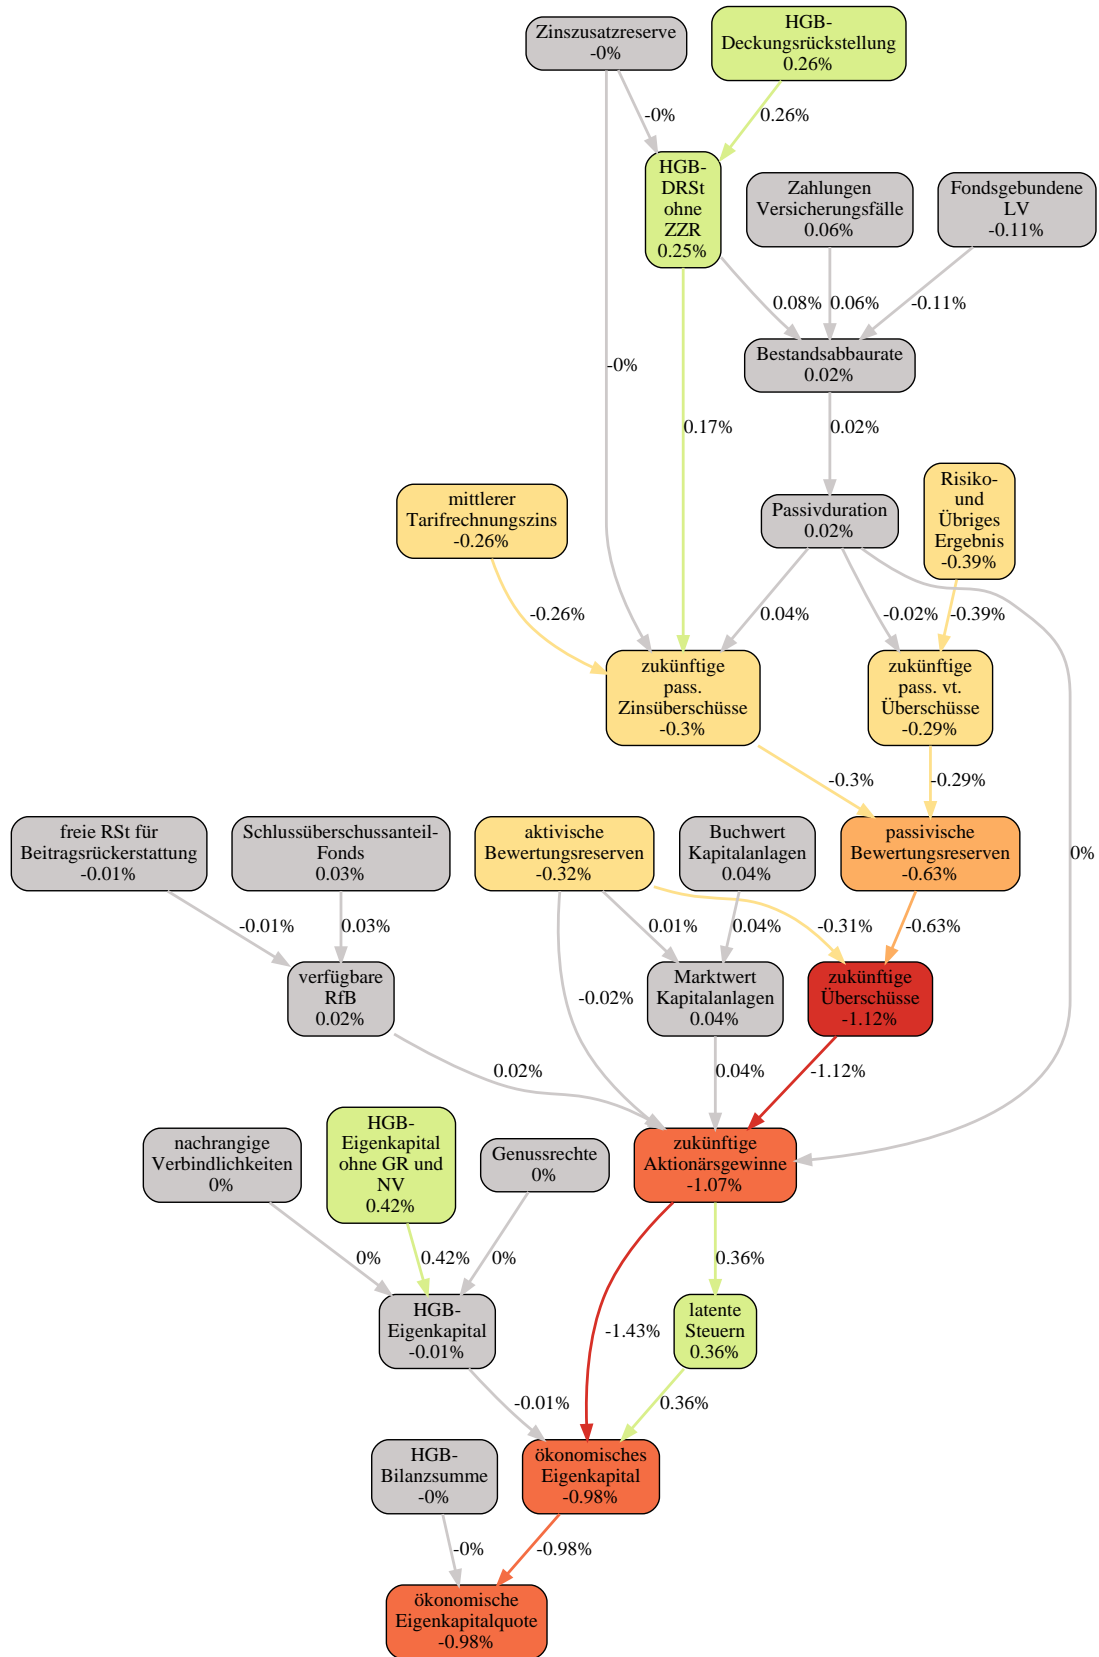 Zinszusatzreserve
-0%
HGB-
Deckungsrückstellung
0.26%
-0%
0.26%
HGB-
DRSt
ohne
ZZR
0.25%
Zahlungen
Versicherungsfälle
0.06%
Fondsgebundene
LV
-0.11%
0.08%
0.06%
-0.11%
Bestandsabbaurate
0.02%
-0%
0.17%
0.02%
mittlerer
Tarifrechnungszins
-0.26%
Passivduration
0.02%
Risiko-
und
Übriges
Ergebnis
-0.39%
-0.26%
0.04%
-0.02%
-0.39%
zukünftige
pass.
Zinsüberschüsse
-0.3%
zukünftige
pass. vt.
Überschüsse
-0.29%
-0.3%
-0.29%
freie RSt für
Beitragsrückerstattung
-0.01%
Schlussüberschussanteil-
Fonds
0.03%
aktivische
Bewertungsreserven
-0.32%
Buchwert
Kapitalanlagen
0.04%
passivische
Bewertungsreserven
-0.63%
0%
-0.01%
0.03%
0.01%
0.04%
-0.31%
-0.63%
verfügbare
RfB
0.02%
-0.02%
Marktwert
Kapitalanlagen
0.04%
zukünftige
Überschüsse
-1.12%
0.02%
0.04%
-1.12%
nachrangige
Verbindlichkeiten
0%
HGB-
Eigenkapital
ohne GR und
NV
0.42%
Genussrechte
0%
zukünftige
Aktionärsgewinne
-1.07%
0%
0.42%
0%
0.36%
HGB-
Eigenkapital
-0.01%
-1.43%
latente
Steuern
0.36%
-0.01%
0.36%
HGB-
Bilanzsumme
-0%
ökonomisches
Eigenkapital
-0.98%
-0%
-0.98%
ökonomische
Eigenkapitalquote
-0.98%